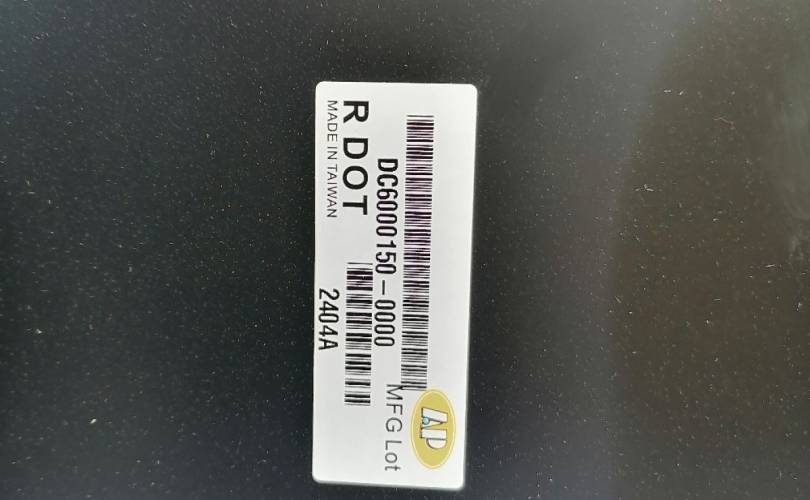 DC6000150-0000
MFG Lot
AP
R DOT
MADE IN TAIWAN
2404A